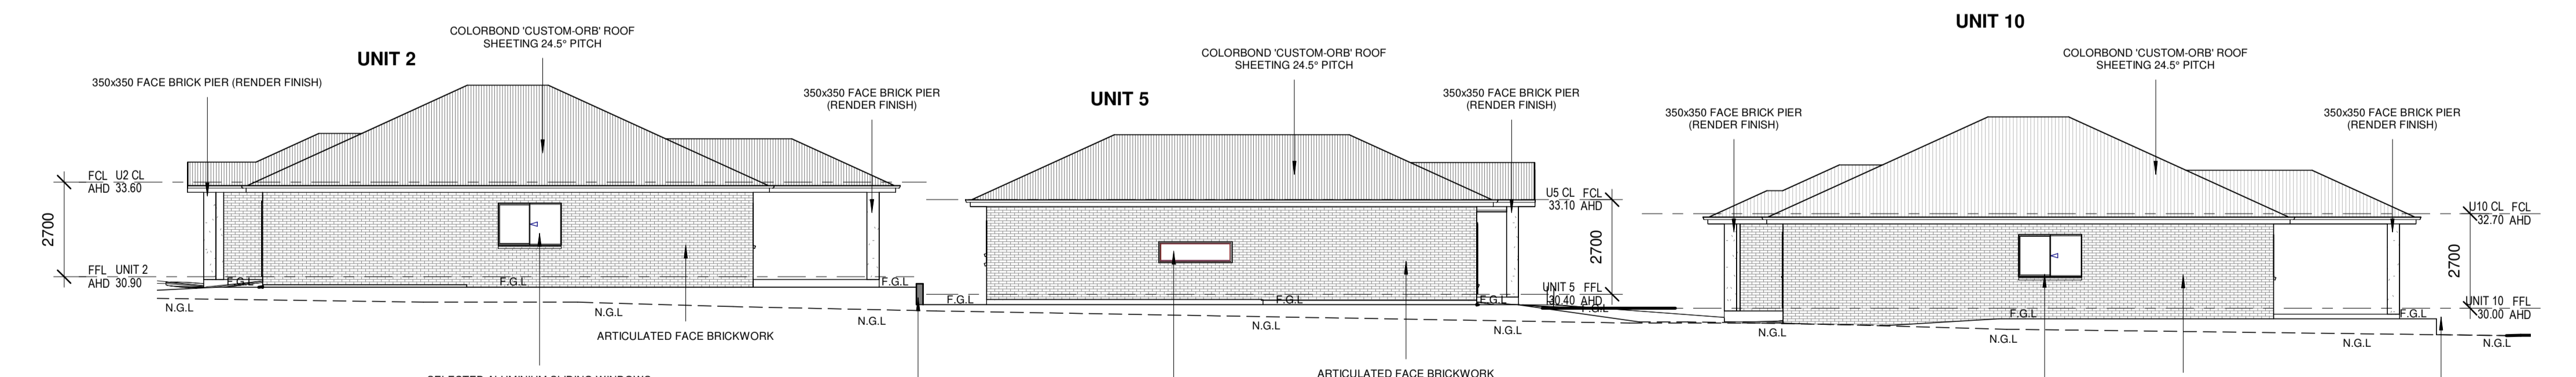 UNIT 2
COLORBOND 'CUSTOM-ORB' ROOF
SHEETING 24.5° PITCH
350x350 FACE BRICK PIER (RENDER FINISH)
350x350 FACE BRICK PIER
(RENDER FINISH)
FCL U2 CL
AHD 33.60
2700
FFL UNIT 2
AHD 30.90
F.G.L
F.G.L
F.G.L
N.G.L
N.G.L
N.G.L
ARTICULATED FACE BRICKWORK
UNIT 5
COLORBOND 'CUSTOM-ORB' ROOF
SHEETING 24.5° PITCH
350x350 FACE BRICK PIER
(RENDER FINISH)
U5 CL FCL
33.10 AHD
2700
UNIT 5 FFL
30.40 AHD
F.G.L
F.G.L
F.G.L
F.G.L
N.G.L
N.G.L
ARTICULATED FACE BRICKWORK
UNIT 10
COLORBOND 'CUSTOM-ORB' ROOF
SHEETING 24.5° PITCH
350x350 FACE BRICK PIER
(RENDER FINISH)
350x350 FACE BRICK PIER
(RENDER FINISH)
U10 CL FCL
32.70 AHD
2700
UNIT 10 FFL
30.00 AHD
F.G.L
F.G.L
N.G.L
N.G.L
N.G.L
N.G.L